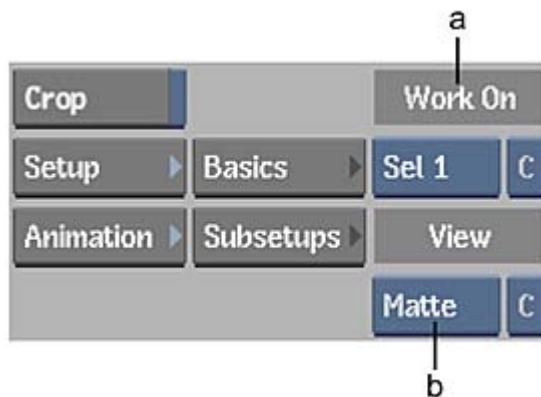 a
Crop Work On
Setup Basics Sel 1 C
Animation Subsetups View
Matte C
b